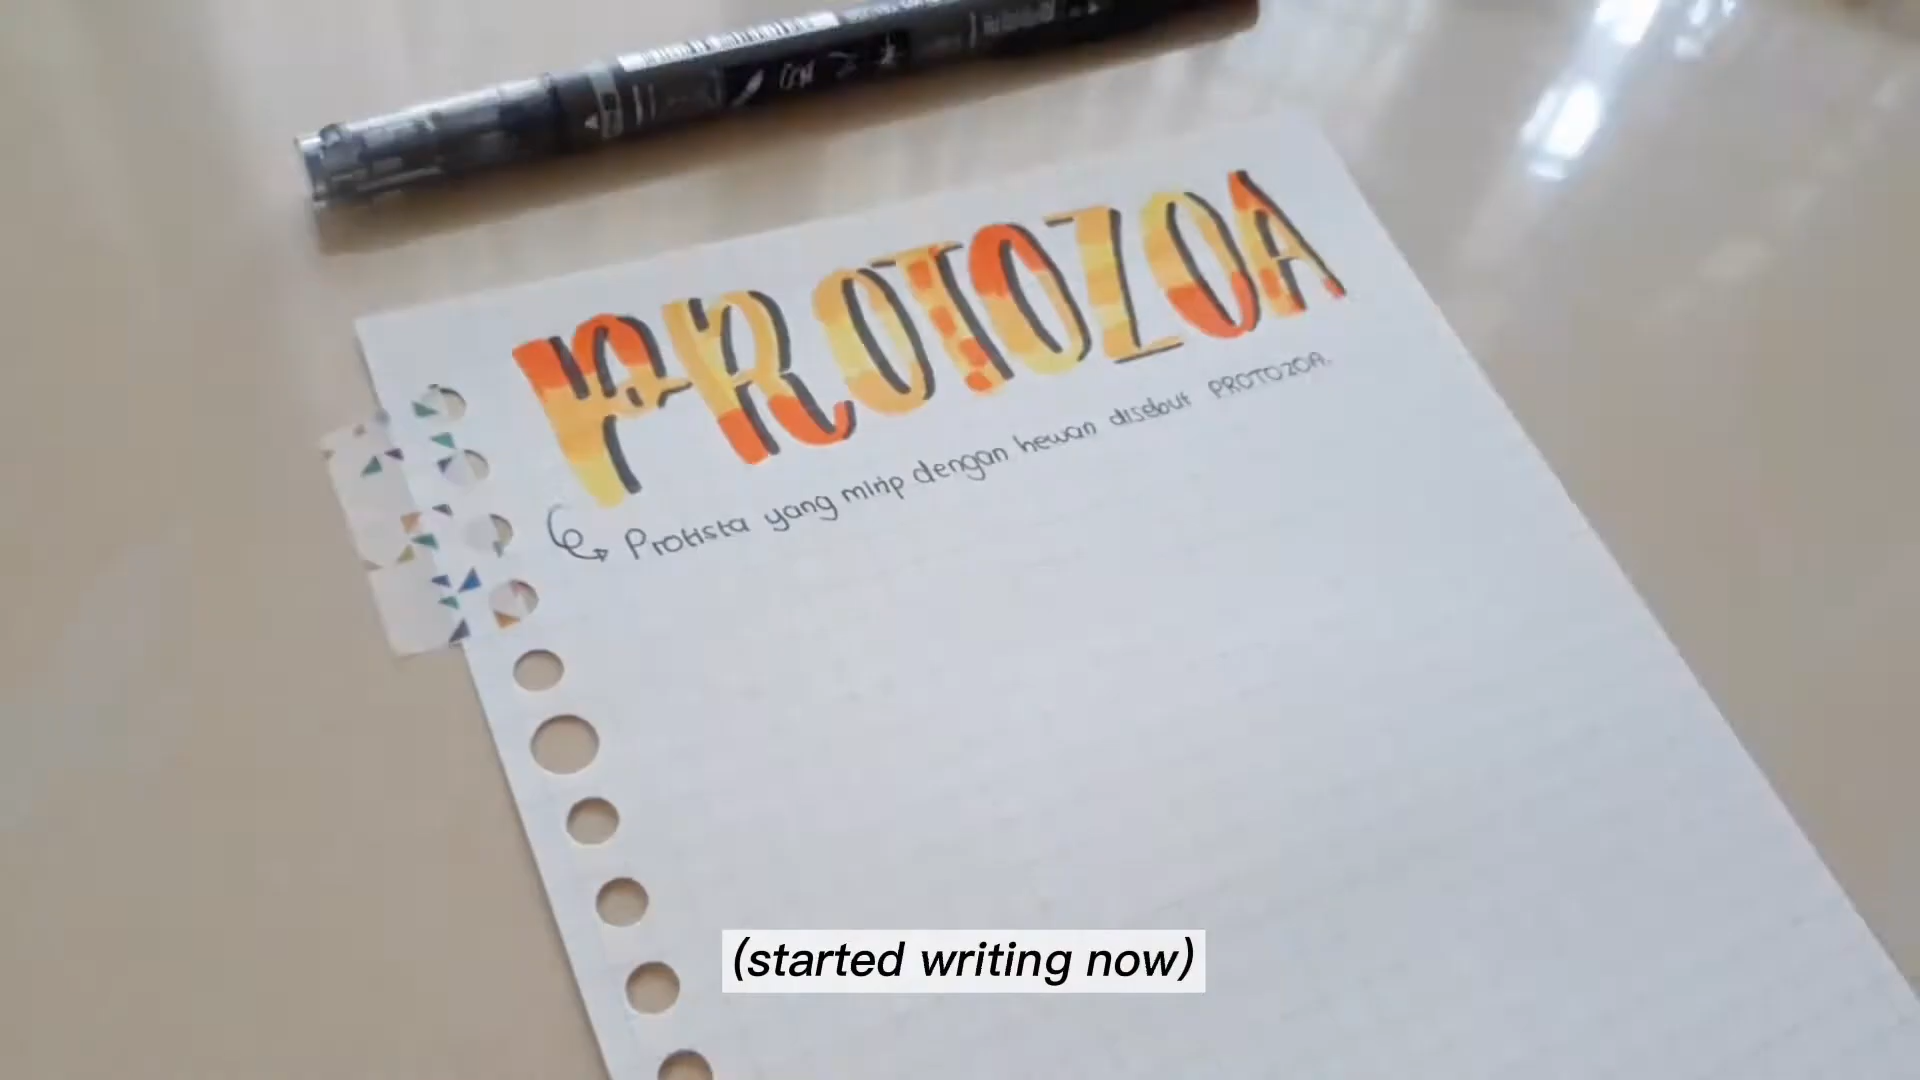 PROTOZOA
Protista yang mirip dengan hewan disebut PROTOZOA.
(started writing now)